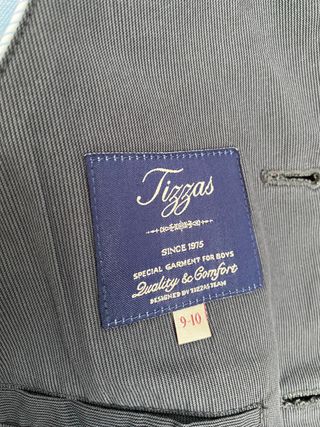 Tizzas
SINCE 1975
SPECIAL GARMENT FOR BOYS
Quality & Comfort
DESIGNED BY TIZZAS TEAM
9-10